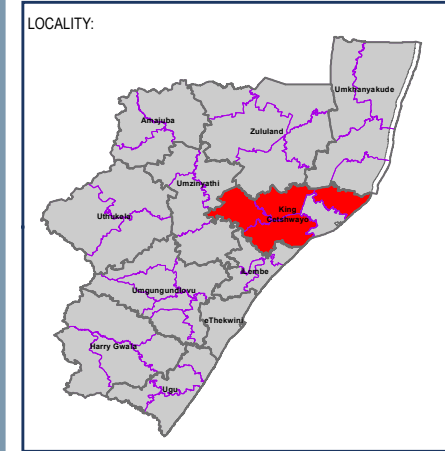 LOCALITY:
Umkhanyakude
Amajuba
Zululand
Umzinyathi
Uthukela
King
Cetshwayo
iLembe
Umgungundlovu
eThekwini
Harry Gwala
Ugu